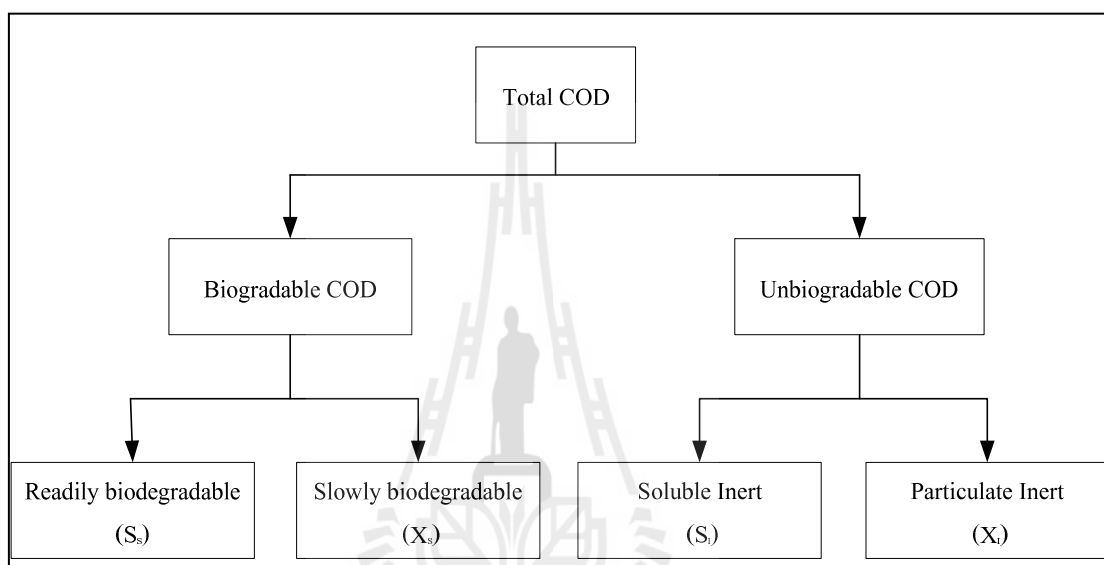 Total COD
Biogradable COD
Unbiogradable COD
Readily biodegradable
(Ss)
Slowly biodegradable
(Xs)
Soluble Inert
(Si)
Particulate Inert
(XI)